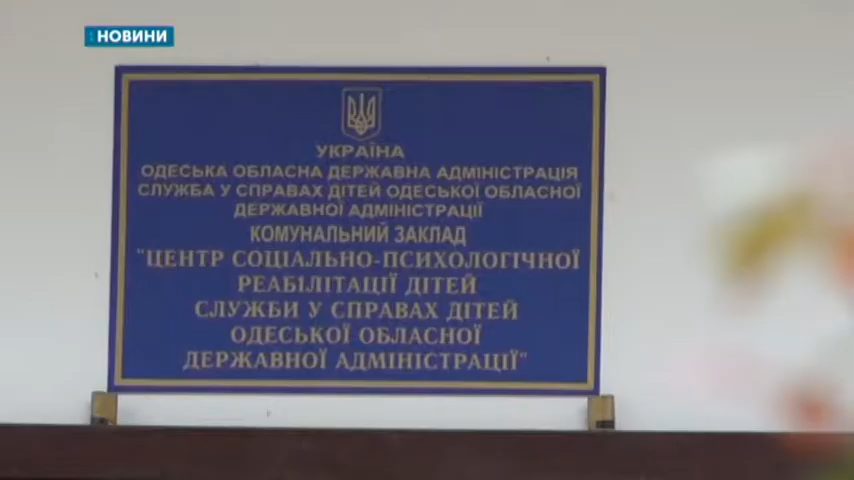 НОВИНИ
УКРАЇНА
ОДЕСЬКА ОБЛАСНА ДЕРЖАВНА АДМІНІСТРАЦІЯ
СЛУЖБА У СПРАВАХ ДІТЕЙ ОДЕСЬКОЇ ОБЛАСНОЇ
ДЕРЖАВНОЇ АДМІНІСТРАЦІЇ
КОМУНАЛЬНИЙ ЗАКЛАД
"ЦЕНТР СОЦІАЛЬНО-ПСИХОЛОГІЧНОЇ
РЕАБІЛІТАЦІЇ ДІТЕЙ
СЛУЖБИ У СПРАВАХ ДІТЕЙ
ОДЕСЬКОЇ ОБЛАСНОЇ
ДЕРЖАВНОЇ АДМІНІСТРАЦІЇ"